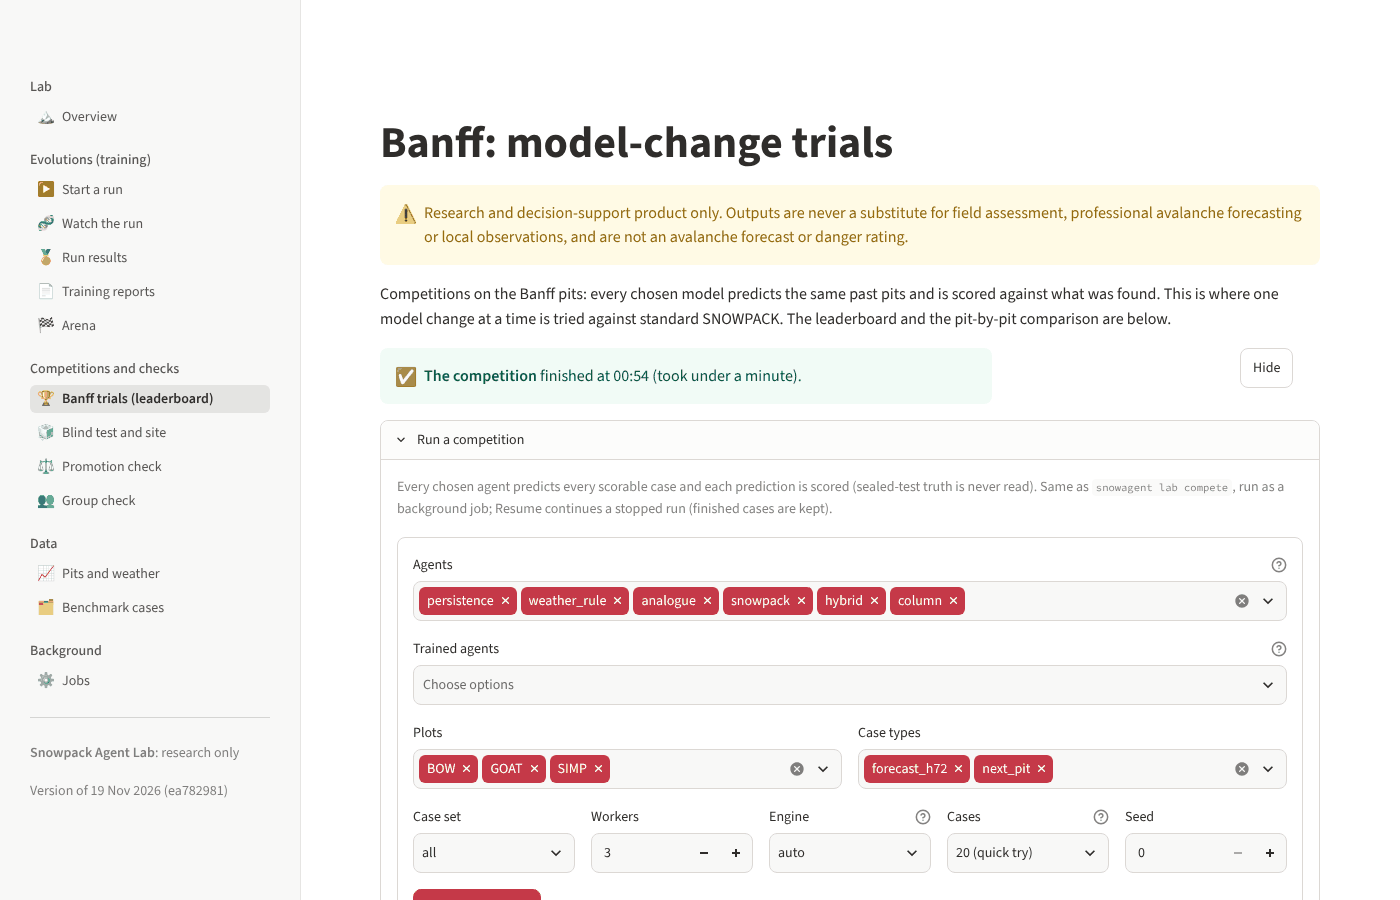 Lab
Overview
Evolutions (training)
Start a run
Watch the run
Run results
Training reports
Arena
Competitions and checks
Banff trials (leaderboard)
Blind test and site
Promotion check
Group check
Data
Pits and weather
Benchmark cases
Background
Jobs
Snowpack Agent Lab: research only
Version of 19 Nov 2026 (ea782981)
Banff: model-change trials
Research and decision-support product only. Outputs are never a substitute for field assessment, professional avalanche forecasting
or local observations, and are not an avalanche forecast or danger rating.
Competitions on the Banff pits: every chosen model predicts the same past pits and is scored against what was found. This is where one
model change at a time is tried against standard SNOWPACK. The leaderboard and the pit-by-pit comparison are below.
The competition finished at 00:54 (took under a minute).
Hide
Run a competition
Every chosen agent predicts every scorable case and each prediction is scored (sealed-test truth is never read). Same as snowagent lab compete , run as a
background job; Resume continues a stopped run (finished cases are kept).
Agents
persistence weather_rule analogue snowpack hybrid column
Trained agents
Choose options
Plots Case types
BOW GOAT SIMP forecast_h72 next_pit
Case set Workers Engine Cases Seed
all 3 auto 20 (quick try) 0